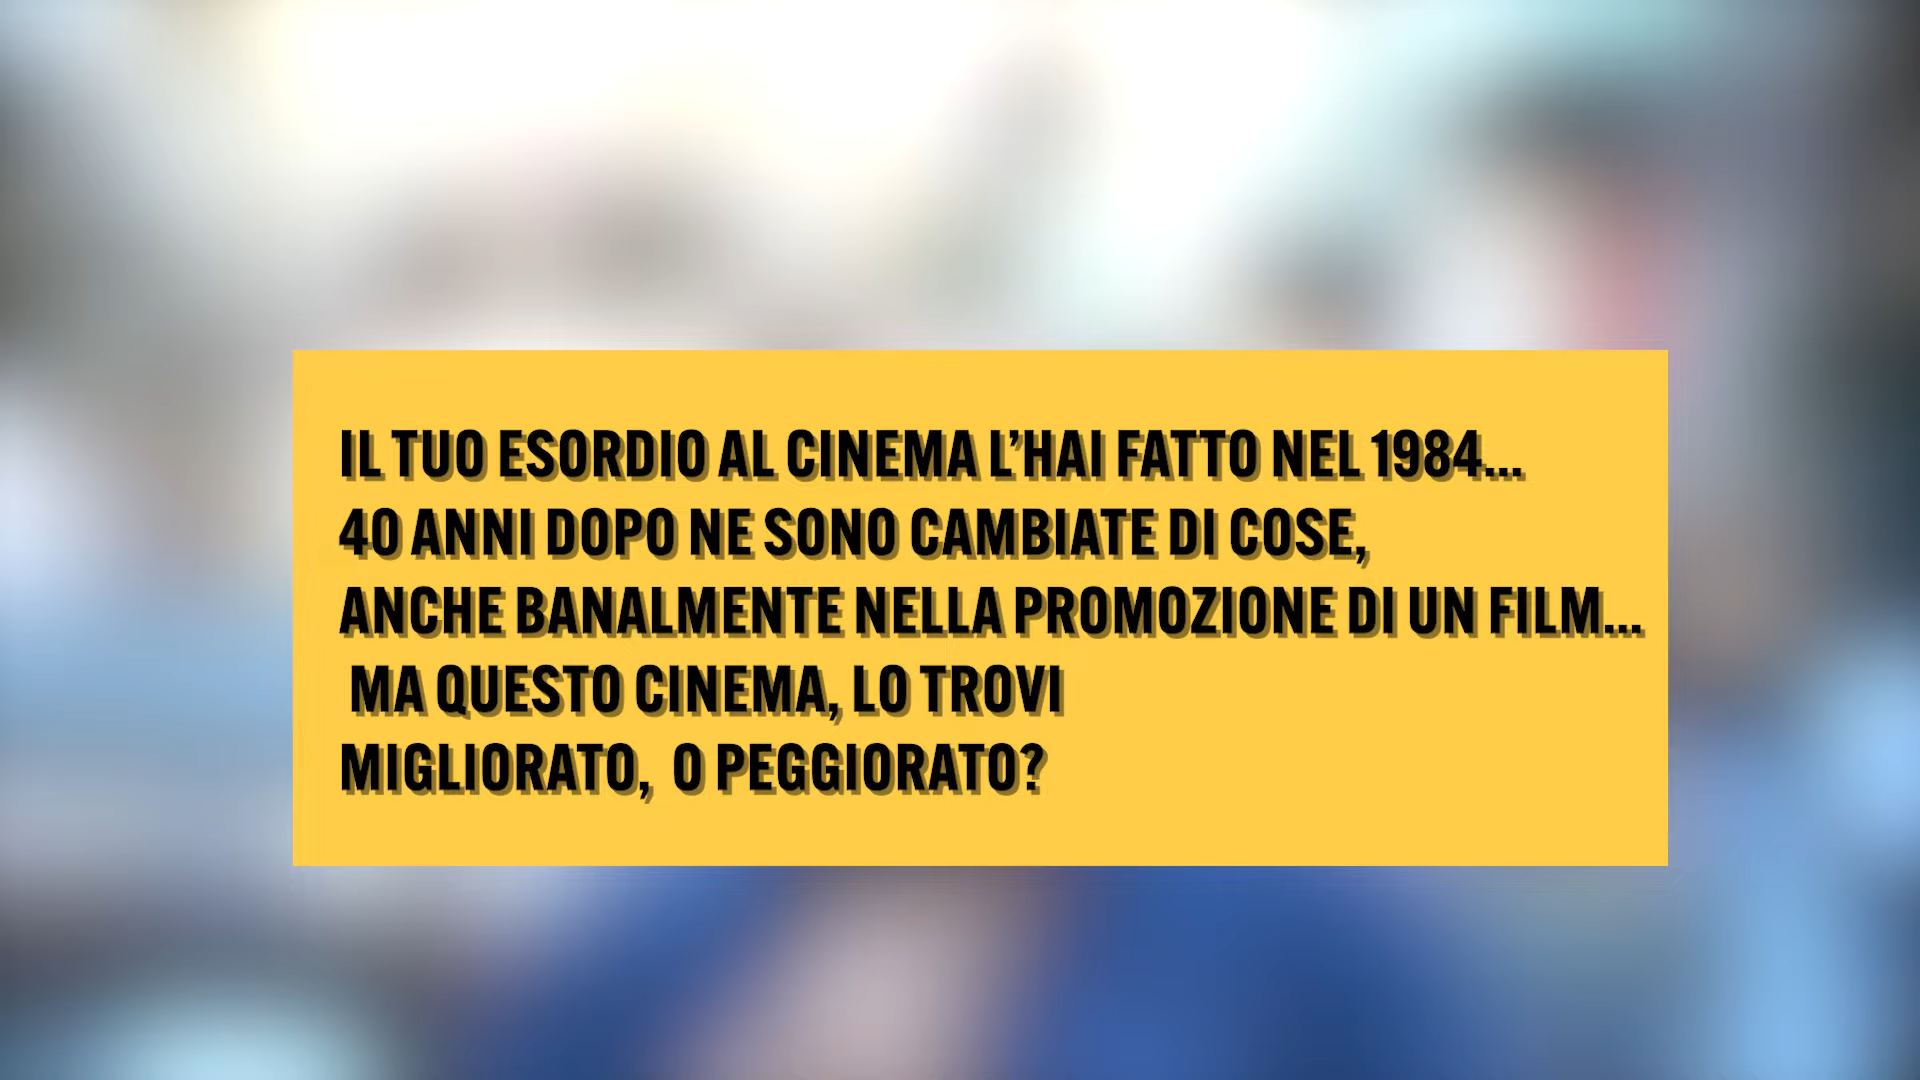 IL TUO ESORDIO AL CINEMA L’HAI FATTO NEL 1984...
40 ANNI DOPO NE SONO CAMBIATE DI COSE,
ANCHE BANALMENTE NELLA PROMOZIONE DI UN FILM...
MA QUESTO CINEMA, LO TROVI
MIGLIORATO, O PEGGIORATO?